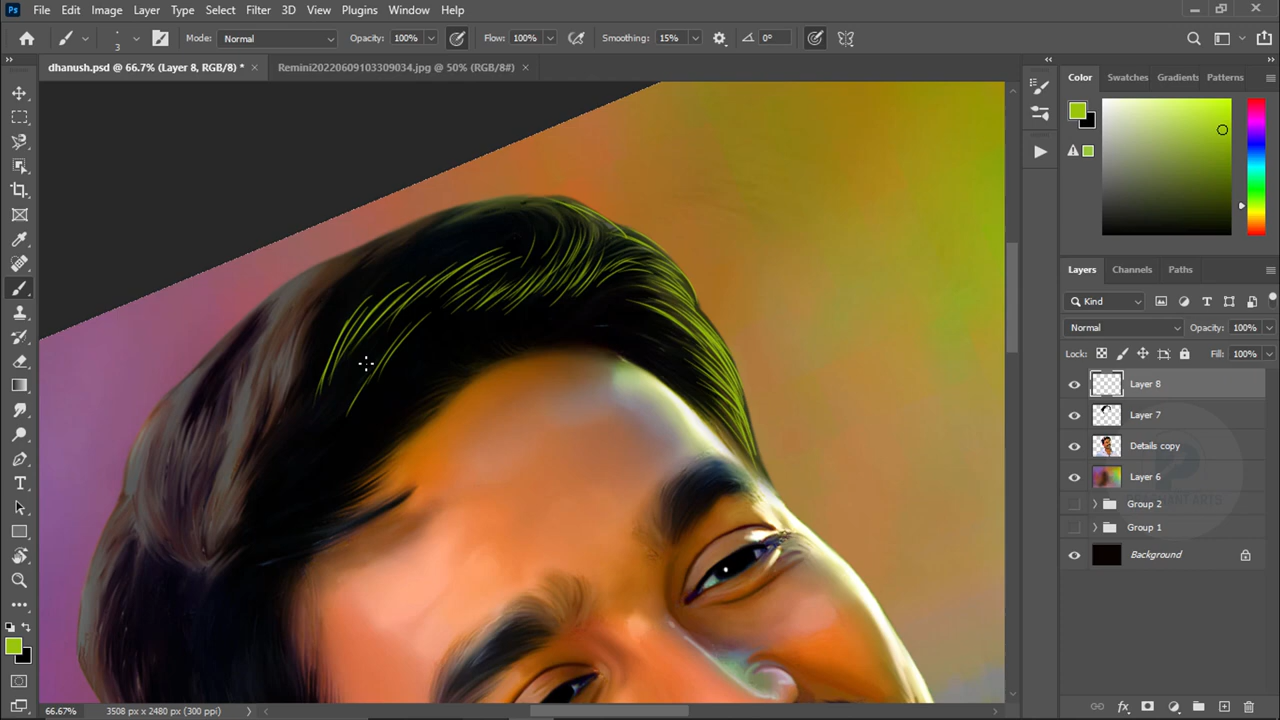 Ps File Edit Image Layer Type Select Filter 3D View Plugins Window Help
3 Mode: Normal Opacity: 100% Flow: 100% Smoothing: 15% 0°
dhanush.psd @ 66.7% (Layer 8, RGB/8) * × Remini20220609103309034.jpg @ 50% (RGB/8#) ×
Color Swatches Gradients Patterns
Layers Channels Paths
Kind
Normal Opacity: 100%
Lock: Fill: 100%
Layer 8
Layer 7
Details copy
Layer 6
Group 2
Group 1
Background
66.67% 3508 px x 2480 px (300 ppi)